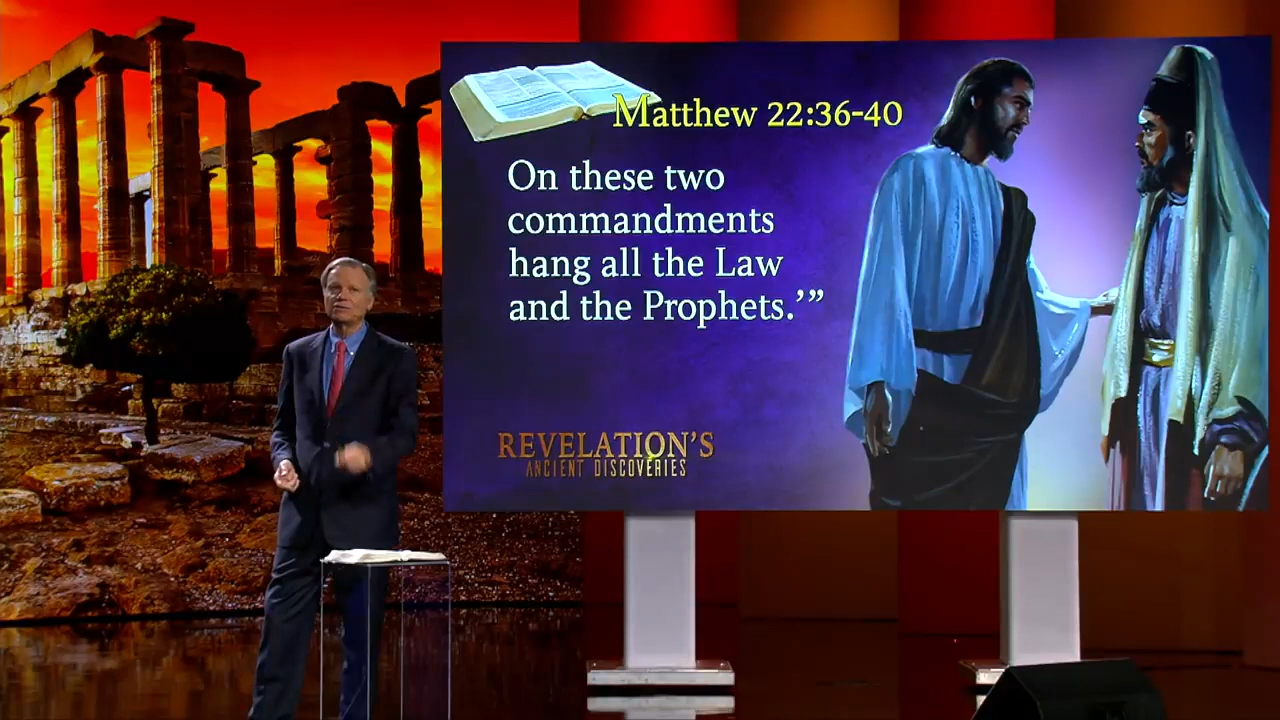 Matthew 22:36-40
On these two
commandments
hang all the Law
and the Prophets.’”
REVELATION’S
ANCIENT DISCOVERIES